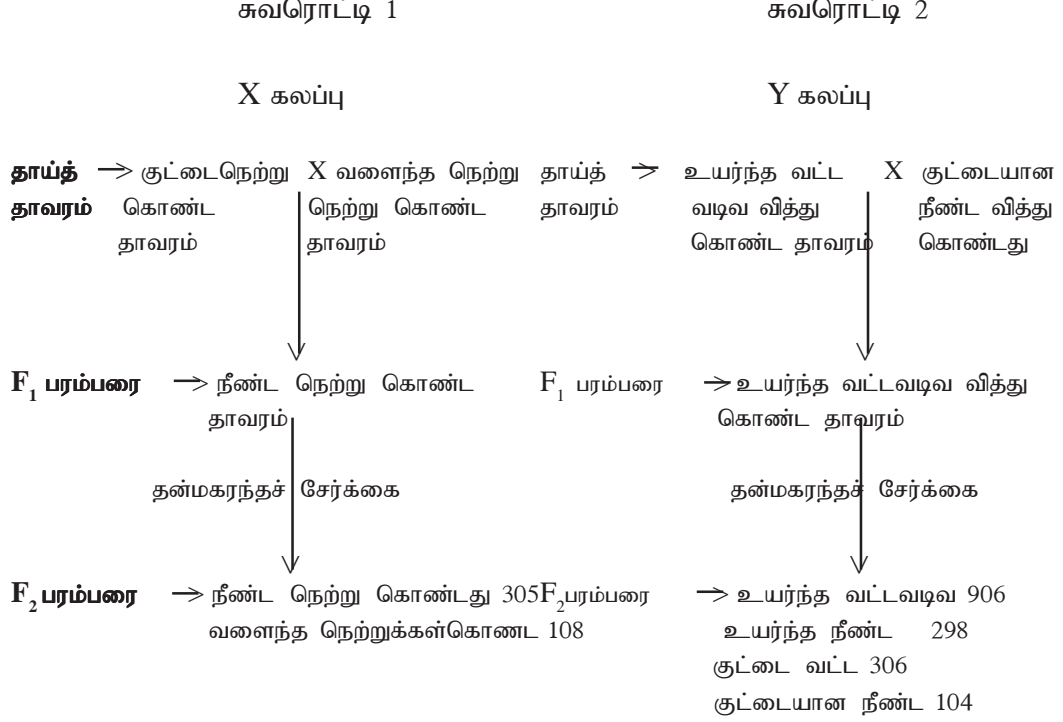 சுவரொட்டி 1
X கலப்பு
தாய்த் → குட்டைநெற்று X வளைந்த நெற்று
தாவரம் கொண்ட நெற்று கொண்ட
தாவரம் தாவரம்
F₁ பரம்பரை → நீண்ட நெற்று கொண்ட
தாவரம்
தன்மகரந்தச் சேர்க்கை
F₂ பரம்பரை → நீண்ட நெற்று கொண்டது 305
வளைந்த நெற்றுக்கள்கொணட 108
சுவரொட்டி 2
Y கலப்பு
தாய்த் → உயர்ந்த வட்ட X குட்டையான
தாவரம் வடிவ வித்து நீண்ட வித்து
கொண்ட தாவரம் கொண்டது
F₁ பரம்பரை → உயர்ந்த வட்டவடிவ வித்து
கொண்ட தாவரம்
தன்மகரந்தச் சேர்க்கை
F₂பரம்பரை → உயர்ந்த வட்டவடிவ 906
உயர்ந்த நீண்ட 298
குட்டை வட்ட 306
குட்டையான நீண்ட 104